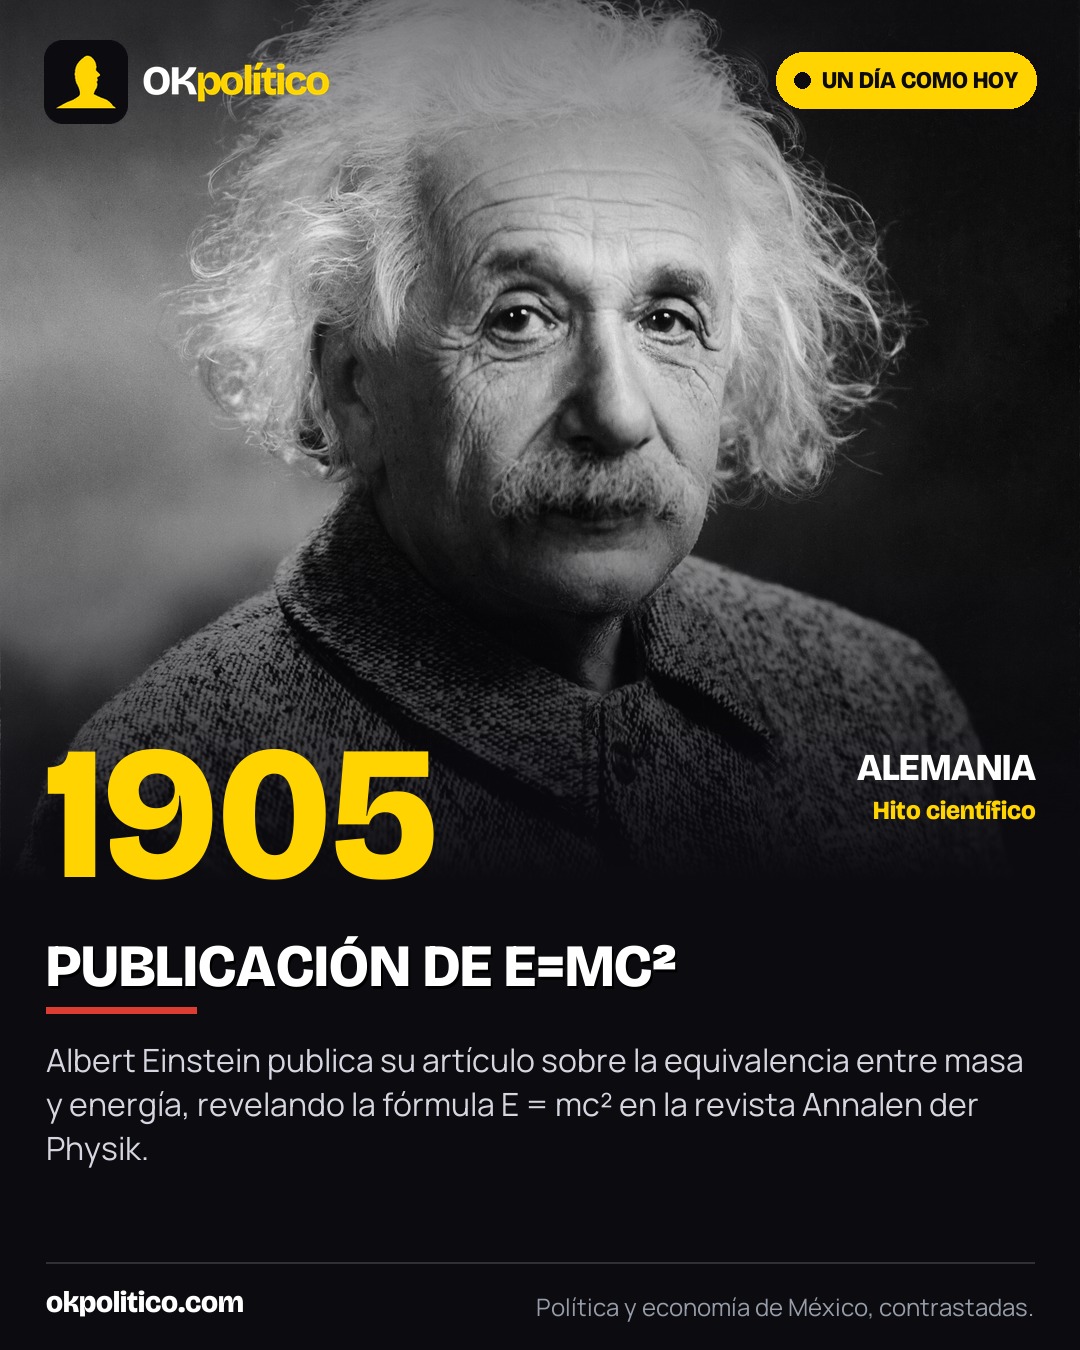 OKpolítico
UN DÍA COMO HOY
1905
ALEMANIA
Hito científico
PUBLICACIÓN DE E=MC²
Albert Einstein publica su artículo sobre la equivalencia entre masa
y energía, revelando la fórmula E = mc² en la revista Annalen der
Physik.
okpolitico.com
Política y economía de México, contrastadas.